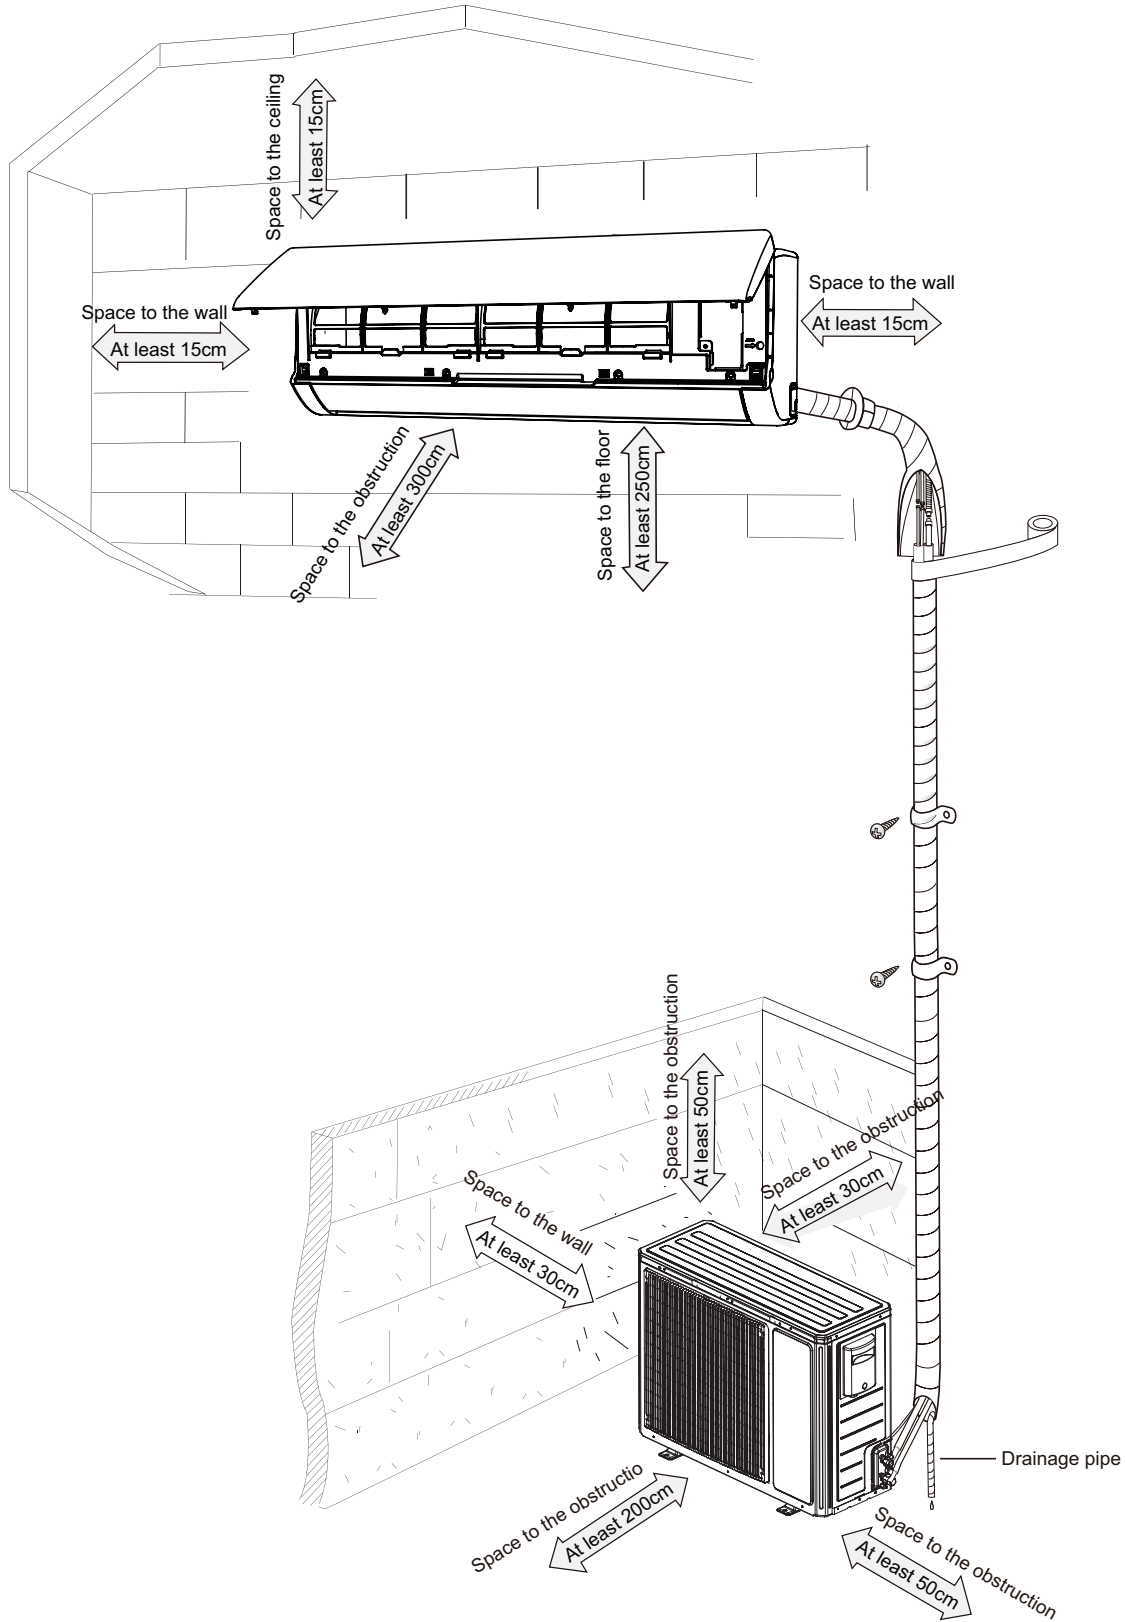 Space to the ceiling
At least 15cm
Space to the wall
At least 15cm
Space to the wall
At least 15cm
Space to the obstruction
At least 300cm
Space to the floor
At least 250cm
Space to the obstruction
At least 50cm
Space to the obstruction
At least 30cm
Space to the wall
At least 30cm
Drainage pipe
Space to the obstructio
At least 200cm
Space to the obstruction
At least 50cm